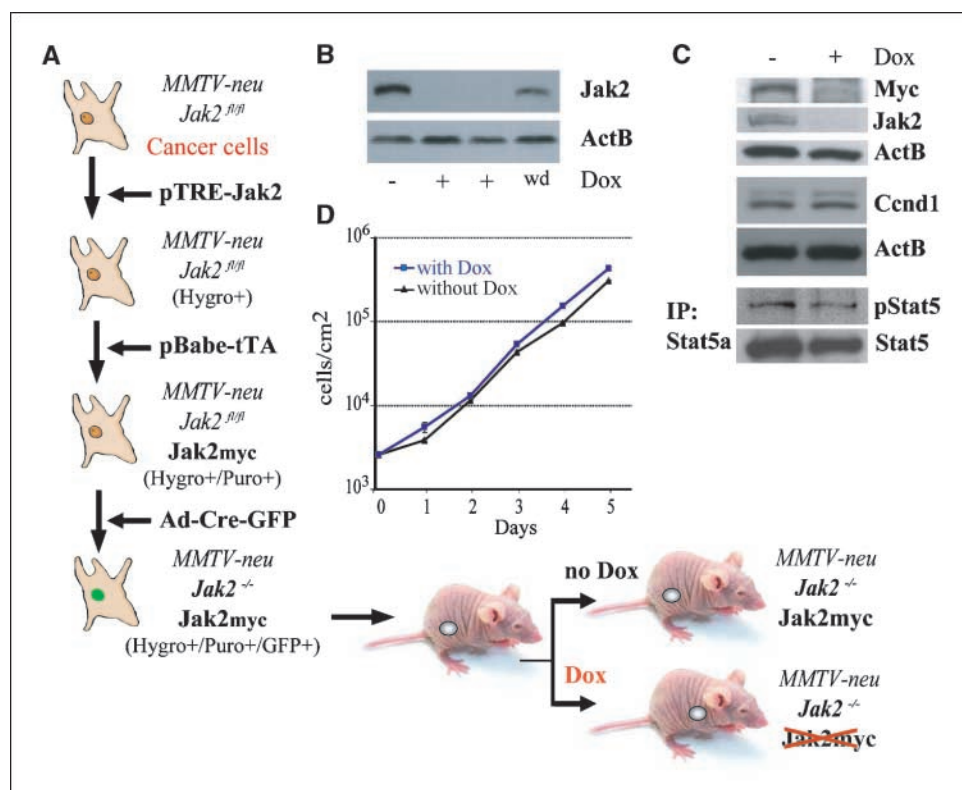 A
MMTV-neu
Jak2 fl/fl
Cancer cells
pTRE-Jak2
MMTV-neu
Jak2 fl/fl
(Hygro+)
pBabe-tTA
MMTV-neu
Jak2 fl/fl
Jak2myc
(Hygro+/Puro+)
Ad-Cre-GFP
MMTV-neu
Jak2 -/-
Jak2myc
(Hygro+/Puro+/GFP+)
B
Jak2
ActB
- + + wd Dox
C
- + Dox
Myc
Jak2
ActB
Ccnd1
ActB
IP:
Stat5a
pStat5
Stat5
D
10^6
10^5
10^4
10^3
cells/cm2
with Dox
without Dox
0 1 2 3 4 5
Days
no Dox
Dox
MMTV-neu
Jak2 -/-
Jak2myc
MMTV-neu
Jak2 -/-
Jak2myc